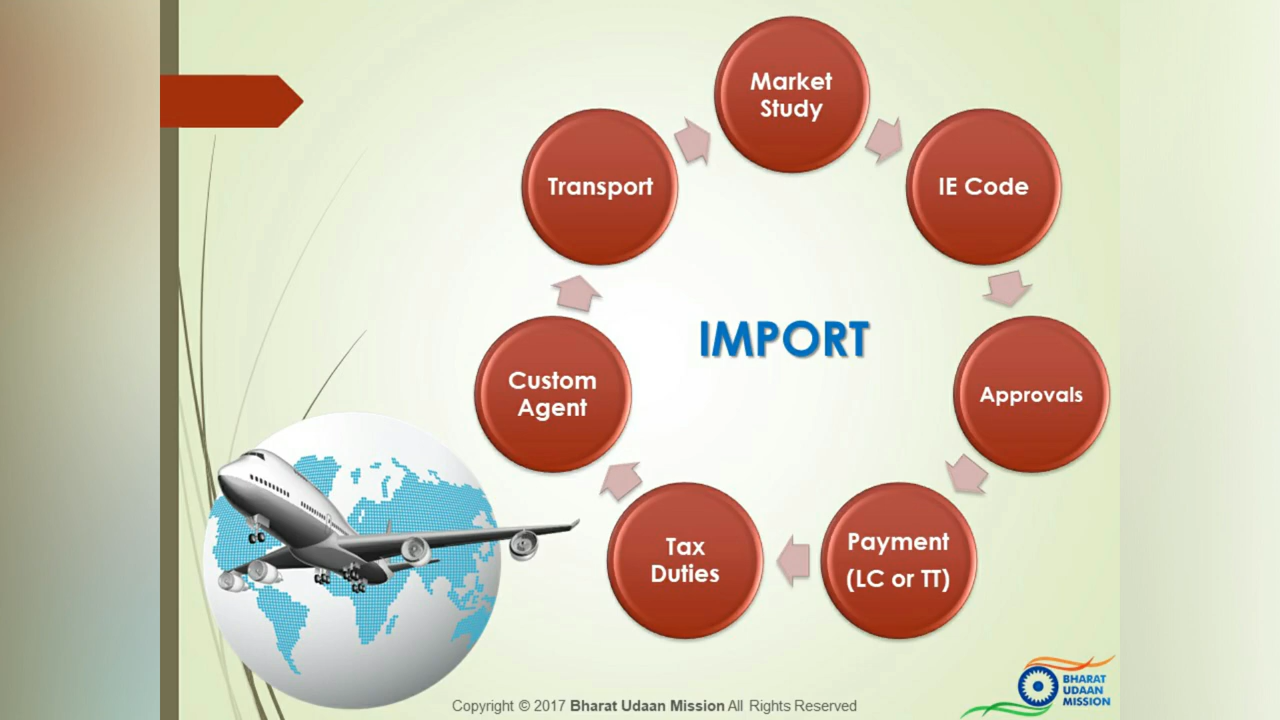 Market
Study
IE Code
Approvals
Payment
(LC or TT)
Tax
Duties
Custom
Agent
Transport
IMPORT
Copyright © 2017 Bharat Udaan Mission All Rights Reserved
BHARAT
UDAAN
MISSION